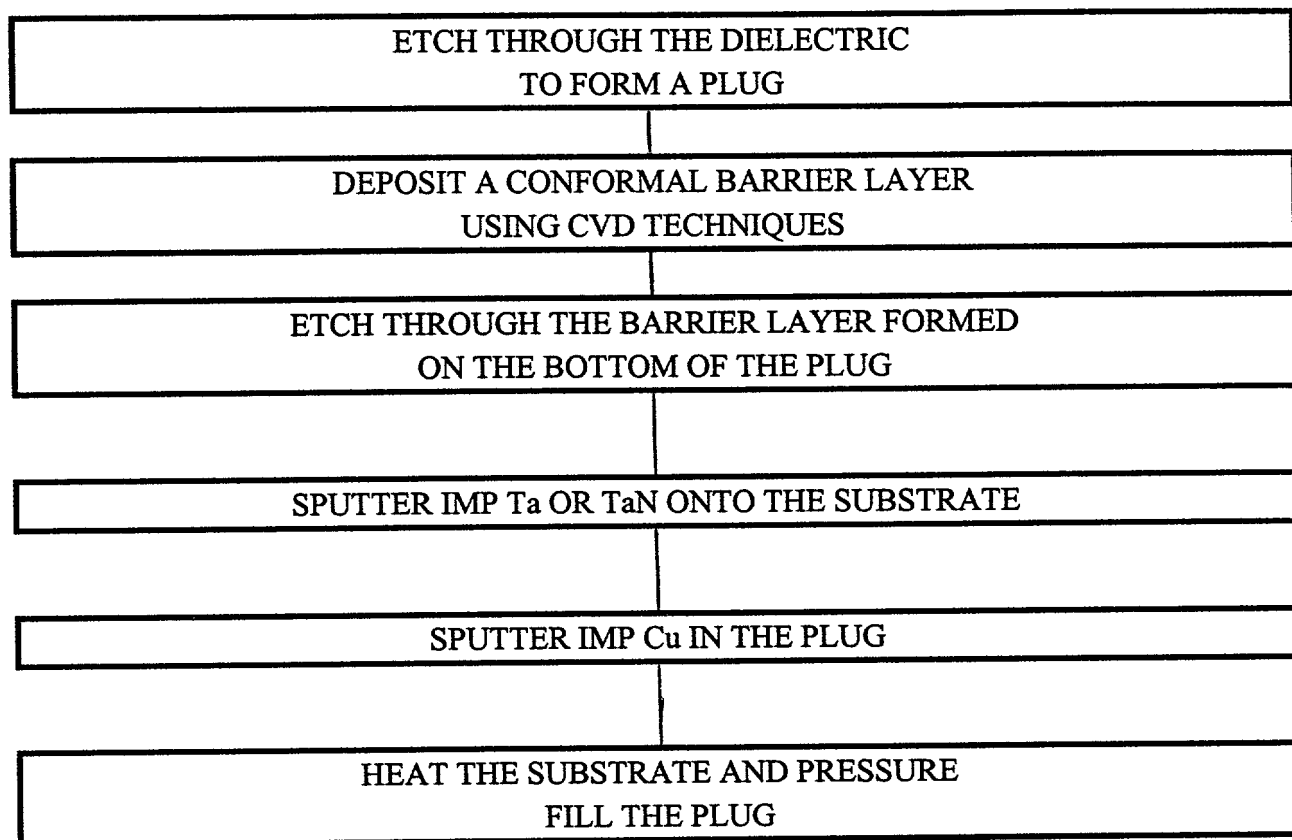 ETCH THROUGH THE DIELECTRIC
TO FORM A PLUG
DEPOSIT A CONFORMAL BARRIER LAYER
USING CVD TECHNIQUES
ETCH THROUGH THE BARRIER LAYER FORMED
ON THE BOTTOM OF THE PLUG
SPUTTER IMP Ta OR TaN ONTO THE SUBSTRATE
SPUTTER IMP Cu IN THE PLUG
HEAT THE SUBSTRATE AND PRESSURE
FILL THE PLUG